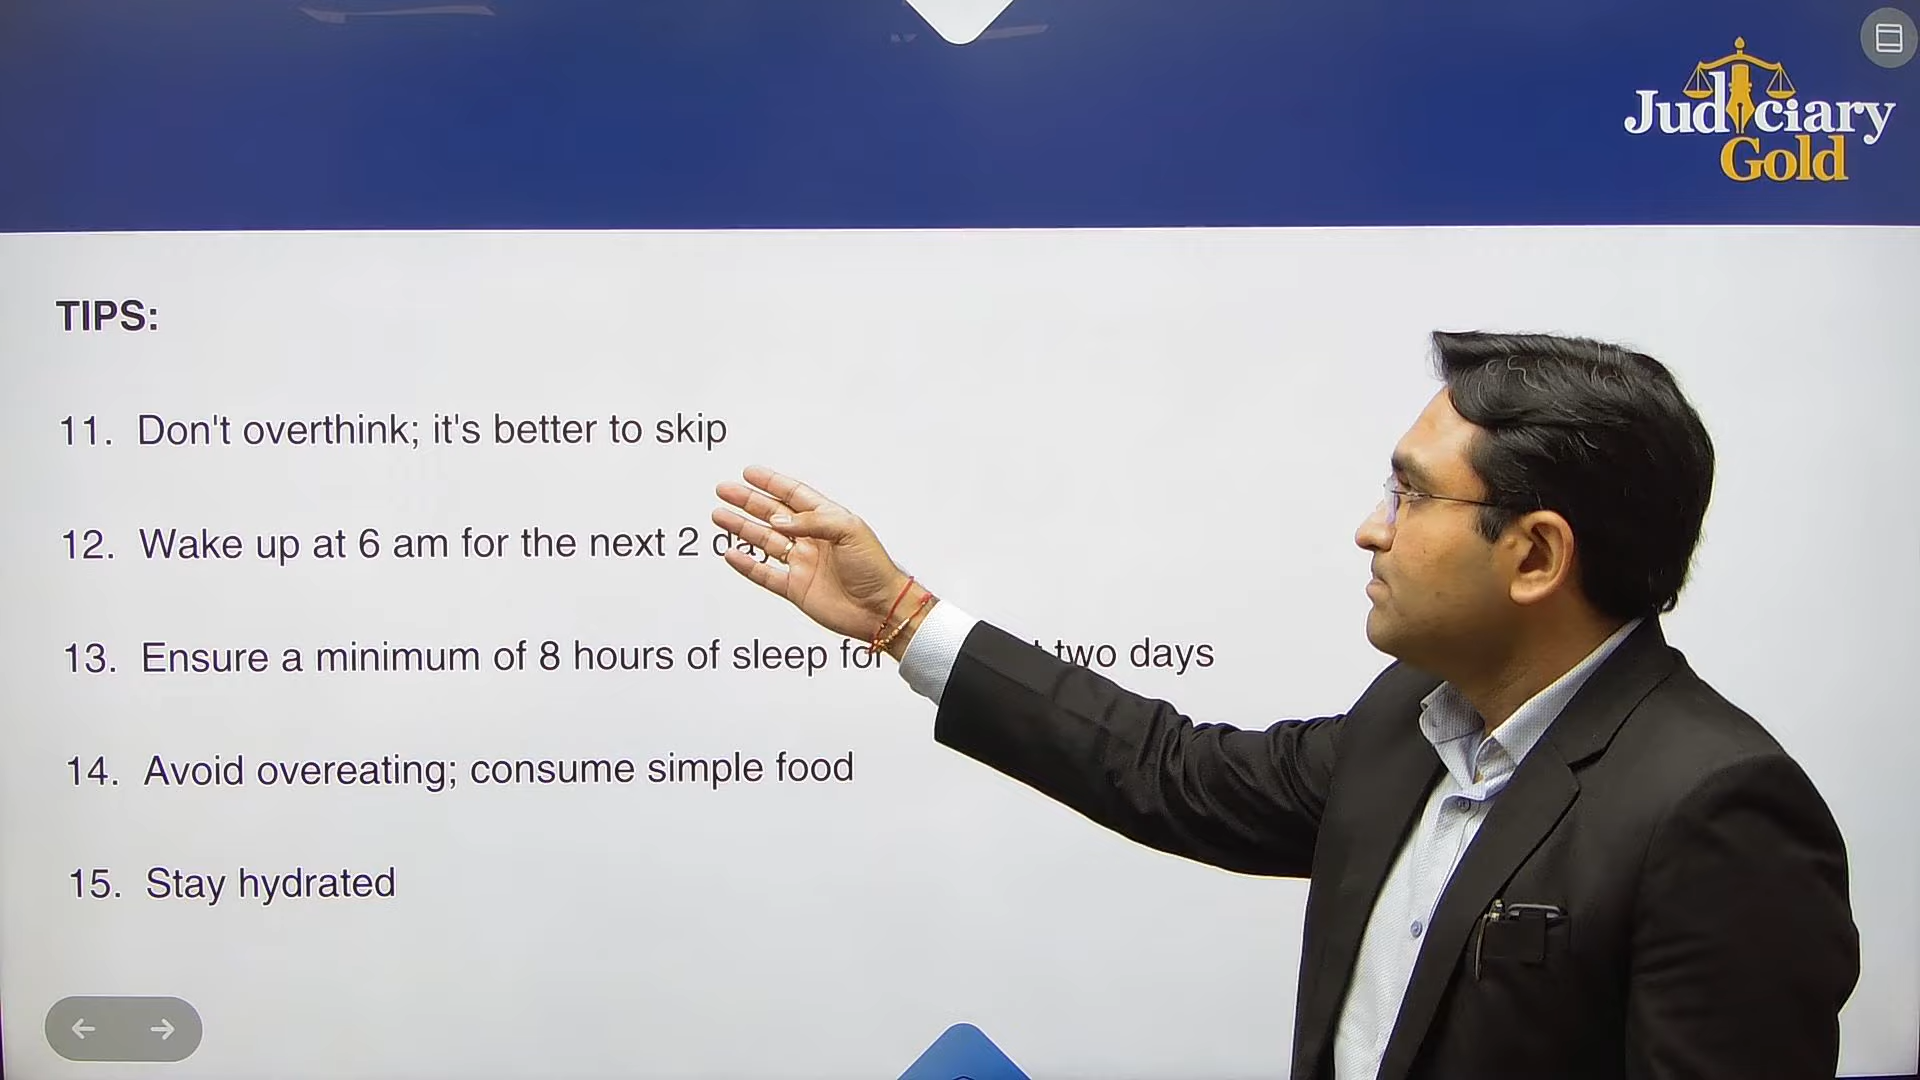 Judiciary
Gold
TIPS:
11. Don't overthink; it's better to skip
12. Wake up at 6 am for the next 2
13. Ensure a minimum of 8 hours of sleep for two days
14. Avoid overeating; consume simple food
15. Stay hydrated